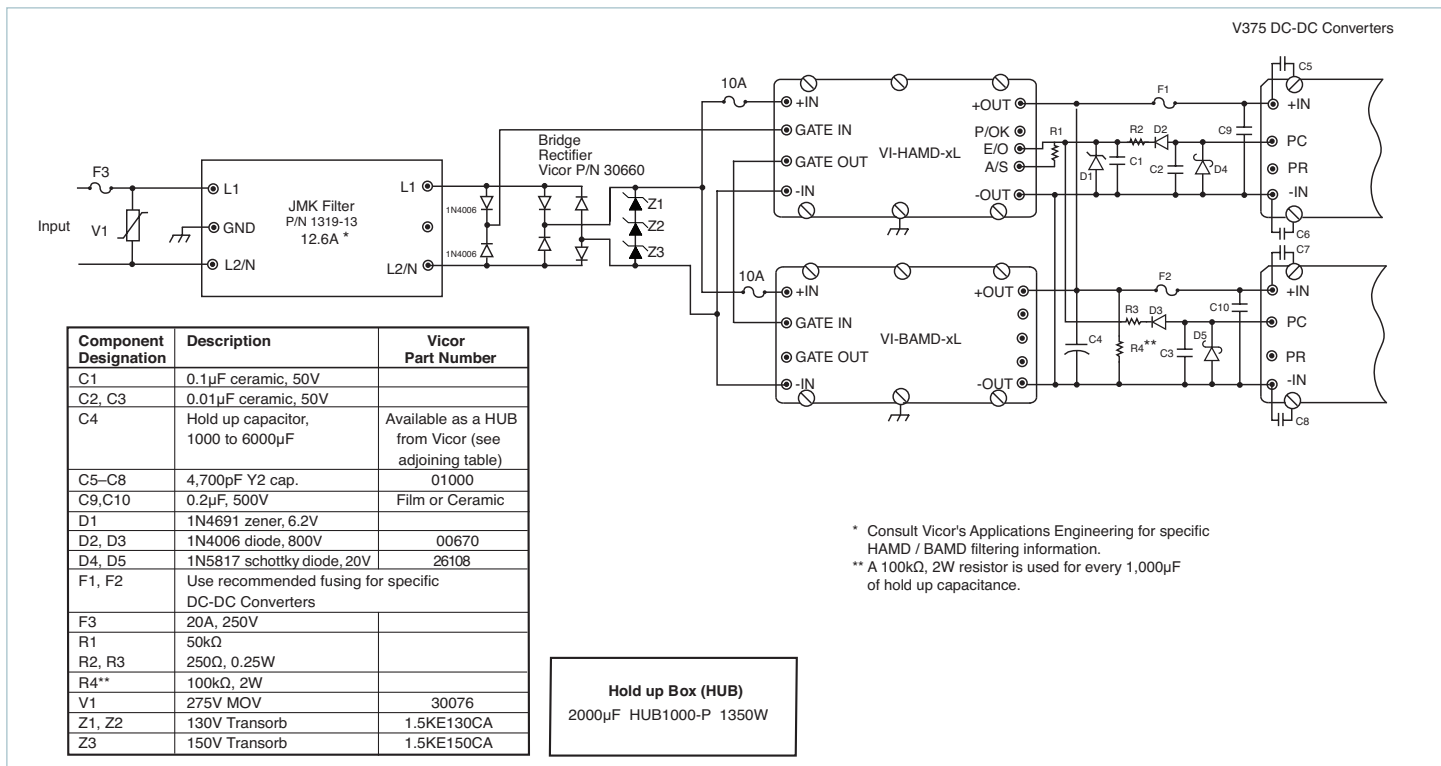 V375 DC-DC Converters
F3
Input
V1
L1
GND
L2/N
JMK Filter
P/N 1319-13
12.6A *
L1
L2/N
1N4006
1N4006
Bridge
Rectifier
Vicor P/N 30660
Z1
Z2
Z3
10A
+IN
GATE IN
GATE OUT
-IN
VI-HAMD-xL
+OUT
P/OK
E/O
A/S
-OUT
R1
D1
C1
R2
D2
C2
D4
F1
C9
C5
+IN
PC
PR
-IN
C6
C7
10A
+IN
GATE IN
GATE OUT
-IN
VI-BAMD-xL
+OUT
-OUT
C4
R4**
R3
D3
C3
D5
F2
C10
+IN
PC
PR
-IN
C8
Component Designation Description Vicor Part Number
C1 0.1µF ceramic, 50V
C2, C3 0.01µF ceramic, 50V
C4 Hold up capacitor, Available as a HUB
1000 to 6000µF from Vicor (see
adjoining table)
C5–C8 4,700pF Y2 cap. 01000
C9,C10 0.2µF, 500V Film or Ceramic
D1 1N4691 zener, 6.2V
D2, D3 1N4006 diode, 800V 00670
D4, D5 1N5817 schottky diode, 20V 26108
F1, F2 Use recommended fusing for specific
DC-DC Converters
F3 20A, 250V
R1 50kΩ
R2, R3 250Ω, 0.25W
R4** 100kΩ, 2W
V1 275V MOV 30076
Z1, Z2 130V Transorb 1.5KE130CA
Z3 150V Transorb 1.5KE150CA
Hold up Box (HUB)
2000µF HUB1000-P 1350W
* Consult Vicor's Applications Engineering for specific
HAMD / BAMD filtering information.
** A 100kΩ, 2W resistor is used for every 1,000µF
of hold up capacitance.